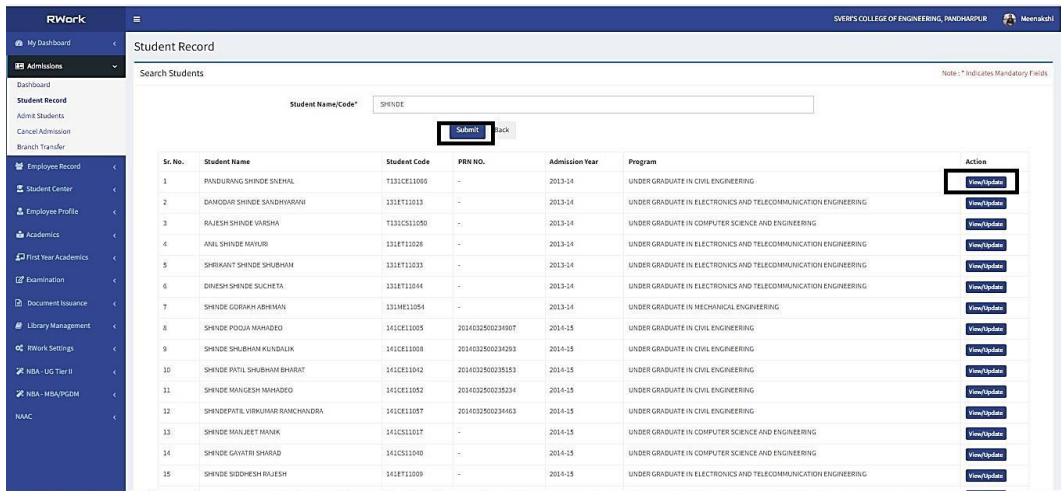 RWork
SVERI'S COLLEGE OF ENGINEERING, PANDHARPUR Meenakshi
My Dashboard
Admissions
Dashboard
Student Record
Admit Students
Cancel Admission
Branch Transfer
Employee Record
Student Center
Employee Profile
Academics
First Year Academics
Examination
Document Issuance
Library Management
RWork Settings
NBA - UG Tier II
NBA - MBA/PGDM
NAAC
Student Record
Search Students Note : * Indicates Mandatory Fields
Student Name/Code* SHINDE
Submit Back
Sr. No. Student Name Student Code PRN NO. Admission Year Program Action
1 PANDURANG SHINDE SNEHAL T131CE11066 - 2013-14 UNDER GRADUATE IN CIVIL ENGINEERING View/Update
2 DAMODAR SHINDE SANDHYARANI 131ET11013 - 2013-14 UNDER GRADUATE IN ELECTRONICS AND TELECOMMUNICATION ENGINEERING View/Update
3 RAJESH SHINDE VARSHA T131CS11050 - 2013-14 UNDER GRADUATE IN COMPUTER SCIENCE AND ENGINEERING View/Update
4 ANIL SHINDE MAYURI 131ET11026 - 2013-14 UNDER GRADUATE IN ELECTRONICS AND TELECOMMUNICATION ENGINEERING View/Update
5 SHRIKANT SHINDE SHUBHAM 131ET11033 - 2013-14 UNDER GRADUATE IN ELECTRONICS AND TELECOMMUNICATION ENGINEERING View/Update
6 DINESH SHINDE SUCHETA 131ET11044 - 2013-14 UNDER GRADUATE IN ELECTRONICS AND TELECOMMUNICATION ENGINEERING View/Update
7 SHINDE GORAKH ABHIMAN 131ME11054 - 2013-14 UNDER GRADUATE IN MECHANICAL ENGINEERING View/Update
8 SHINDE POOJA MAHADEO 141CE11005 2014032500234907 2014-15 UNDER GRADUATE IN CIVIL ENGINEERING View/Update
9 SHINDE SHUBHAM KUNDALIK 141CE11008 2014032500234293 2014-15 UNDER GRADUATE IN CIVIL ENGINEERING View/Update
10 SHINDE PATIL SHUBHAM BHARAT 141CE11042 2014032500235153 2014-15 UNDER GRADUATE IN CIVIL ENGINEERING View/Update
11 SHINDE MANGESH MAHADEO 141CE11052 2014032500235234 2014-15 UNDER GRADUATE IN CIVIL ENGINEERING View/Update
12 SHINDEPATIL VIRKUMAR RAMCHANDRA 141CE11057 2014032500234463 2014-15 UNDER GRADUATE IN CIVIL ENGINEERING View/Update
13 SHINDE MANJEET MANIK 141CS11017 - 2014-15 UNDER GRADUATE IN COMPUTER SCIENCE AND ENGINEERING View/Update
14 SHINDE GAYATRI SHARAD 141CS11040 - 2014-15 UNDER GRADUATE IN COMPUTER SCIENCE AND ENGINEERING View/Update
15 SHINDE SIDDHESH RAJESH 141ET11009 - 2014-15 UNDER GRADUATE IN ELECTRONICS AND TELECOMMUNICATION ENGINEERING View/Update